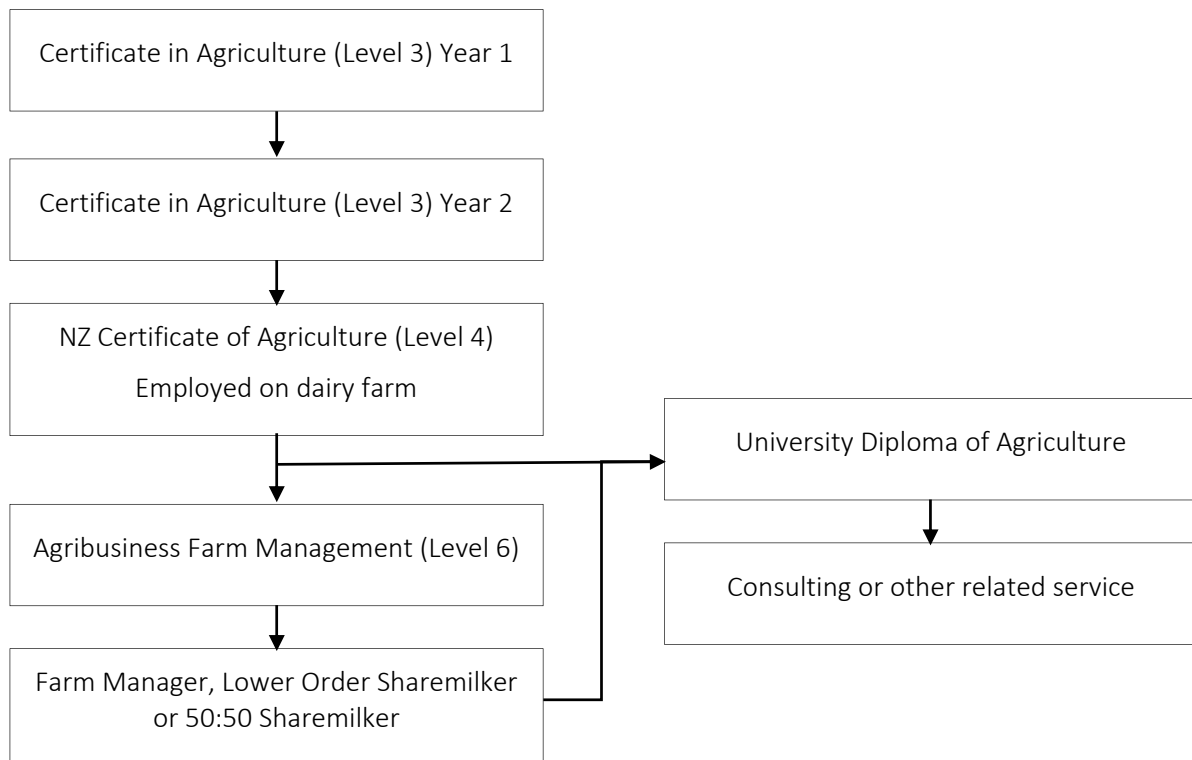 Certificate in Agriculture (Level 3) Year 1
Certificate in Agriculture (Level 3) Year 2
NZ Certificate of Agriculture (Level 4)
Employed on dairy farm
University Diploma of Agriculture
Agribusiness Farm Management (Level 6)
Consulting or other related service
Farm Manager, Lower Order Sharemilker
or 50:50 Sharemilker